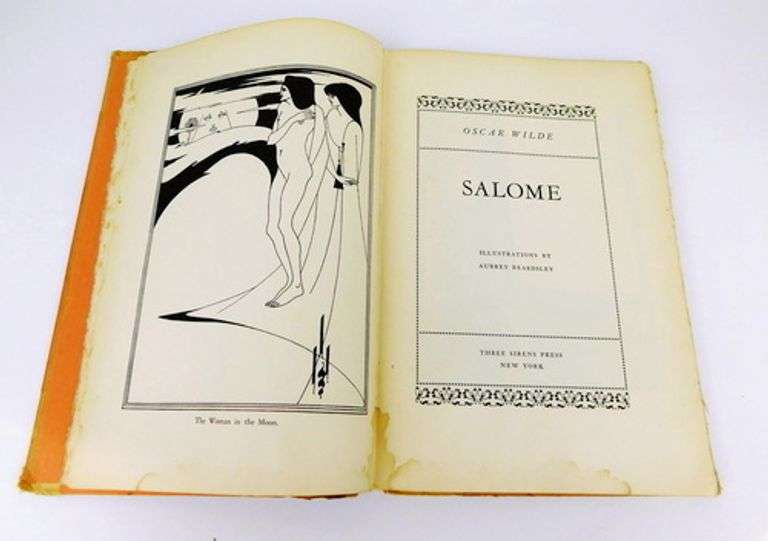 The Woman in the Moon.
OSCAR WILDE
SALOME
ILLUSTRATIONS BY
AUBREY BEARDSLEY
THREE SIRENS PRESS
NEW YORK